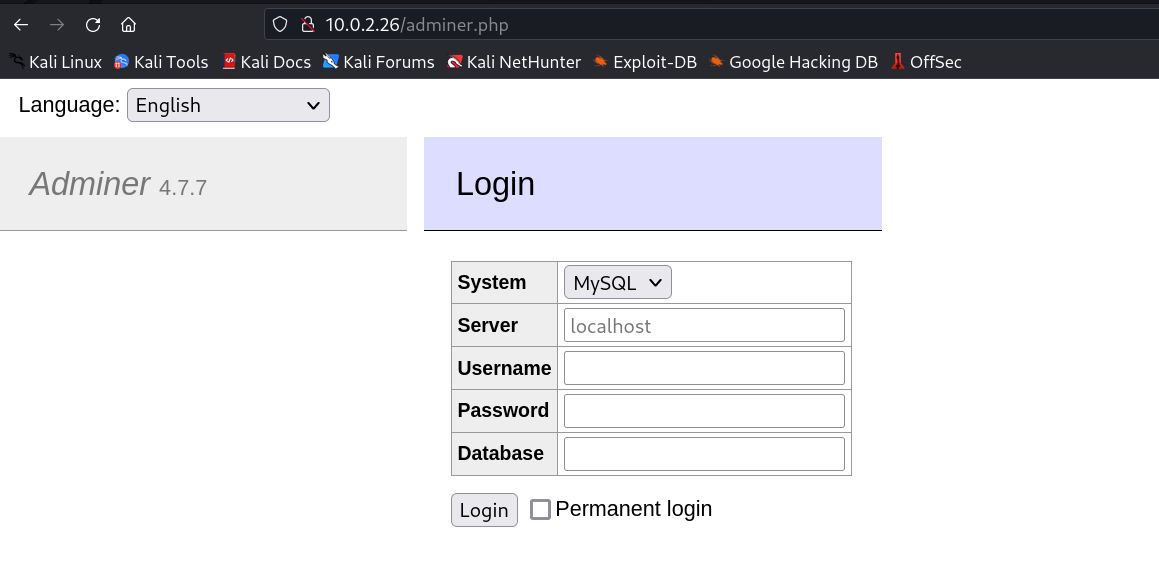 10.0.2.26/adminer.php
Kali Linux Kali Tools Kali Docs Kali Forums Kali NetHunter Exploit-DB Google Hacking DB OffSec
Language: English
Adminer 4.7.7
Login
System MySQL
Server localhost
Username
Password
Database
Login Permanent login